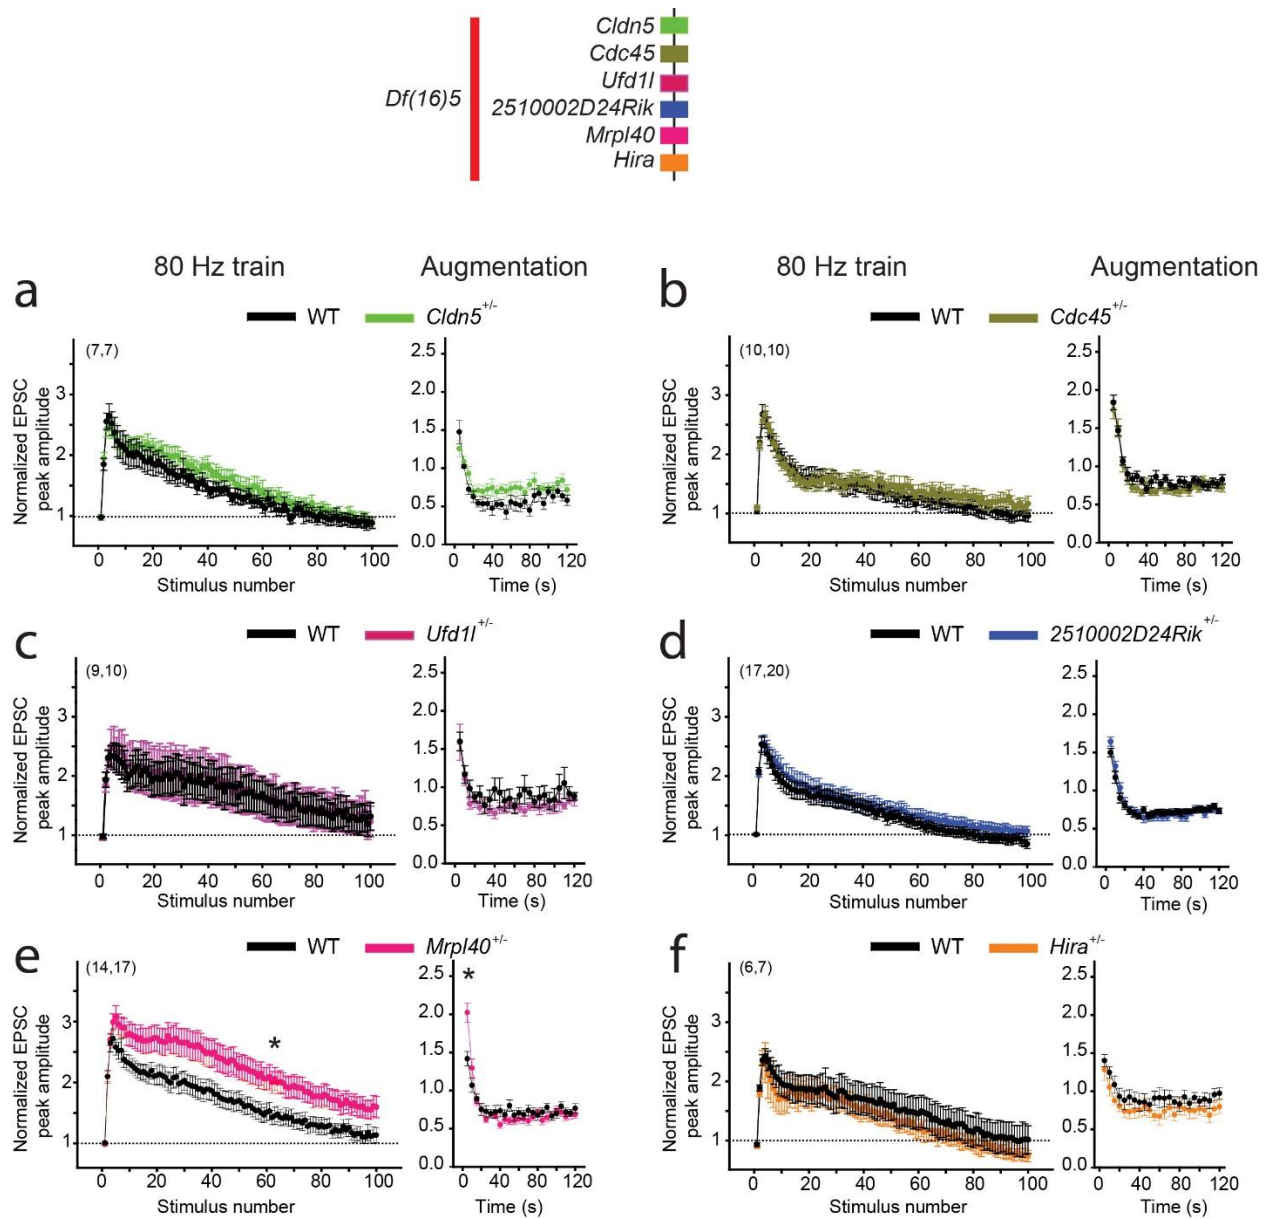 Cldn5
Cdc45
Ufd1l
Df(16)5
2510002D24Rik
Mrpl40
Hira
80 Hz train
Augmentation
80 Hz train
Augmentation
a
WT
Cldn5+/-
(7,7)
Normalized EPSC
peak amplitude
3
2
1
0 20 40 60 80 100
Stimulus number
2.5
2.0
1.5
1.0
0.5
0.0
0 40 80 120
Time (s)
b
WT
Cdc45+/-
(10,10)
Normalized EPSC
peak amplitude
3
2
1
0 20 40 60 80 100
Stimulus number
2.5
2.0
1.5
1.0
0.5
0.0
0 40 80 120
Time (s)
c
WT
Ufd1l+/-
(9,10)
Normalized EPSC
peak amplitude
3
2
1
0 20 40 60 80 100
Stimulus number
2.5
2.0
1.5
1.0
0.5
0.0
0 40 80 120
Time (s)
d
WT
2510002D24Rik+/-
(17,20)
Normalized EPSC
peak amplitude
3
2
1
0 20 40 60 80 100
Stimulus number
2.5
2.0
1.5
1.0
0.5
0.0
0 40 80 120
Time (s)
e
WT
Mrpl40+/-
(14,17)
Normalized EPSC
peak amplitude
3
2
1
*
0 20 40 60 80 100
Stimulus number
2.5
2.0
1.5
1.0
0.5
0.0
*
0 40 80 120
Time (s)
f
WT
Hira+/-
(6,7)
Normalized EPSC
peak amplitude
3
2
1
0 20 40 60 80 100
Stimulus number
2.5
2.0
1.5
1.0
0.5
0.0
0 40 80 120
Time (s)